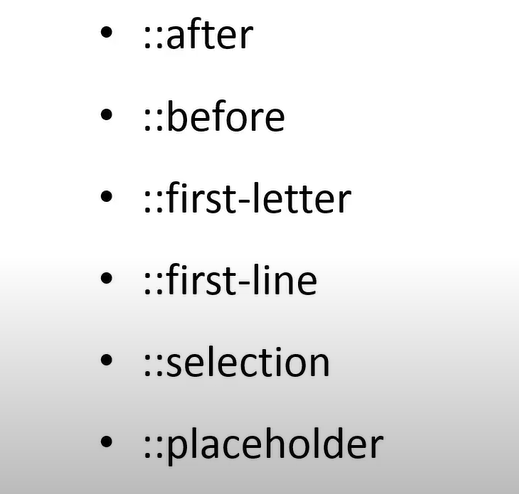 • ::after
• ::before
• ::first-letter
• ::first-line
• ::selection
• ::placeholder